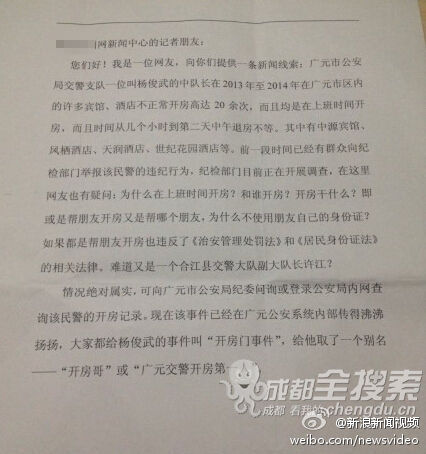 网新闻中心的记者朋友：
您们好！我是一位网友，向你们提供一条新闻线索：广元市公安
局交警支队一位叫杨俊武的中队长在 2013 年至 2014 年在广元市区内
的许多宾馆、酒店不正常开房高达 20 余次，而且均是在上班时间开
房，而且时间从几个小时到第二天中午退房不等。其中有中源宾馆、
凤栖酒店、天润酒店、世纪花园酒店等。前一段时间已经有群众向纪
检部门举报该民警的违纪行为，纪检部门目前正在开展调查，在这里
网友也有疑问：为什么在上班时间开房？和谁开房？开房干什么？即
或是帮朋友开房又是帮哪个朋友，为什么不使用朋友自己的身份证？
如果都是帮朋友开房也违反了《治安管理处罚法》和《居民身份证法》
的相关法律。难道又是一个合江县交警大队副大队长许江？
情况绝对属实，可向广元市公安局纪委问询或登录公安局内网查
询该民警的开房记录。现在该事件已经在广元公安系统内部传得沸沸
扬扬，大家都给杨俊武的事件叫“开房门事件”，给他取了一个别名
——“开房哥”或“广元交警开房第一
成都全搜索
成都 看我的 chengdu.cn
@新浪新闻视频
weibo.com/newsvideo